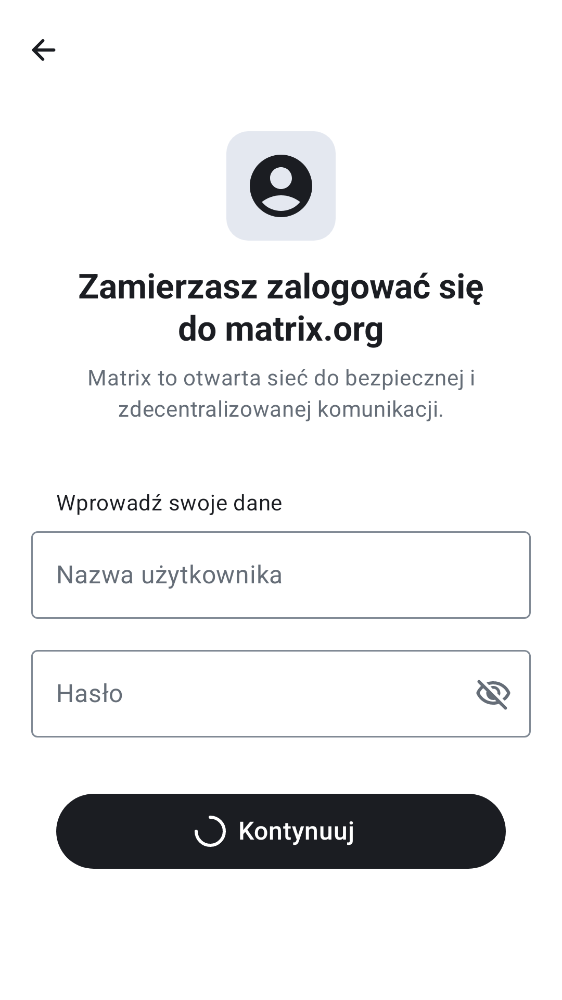 Zamierzasz zalogować się
do matrix.org
Matrix to otwarta sieć do bezpiecznej i
zdecentralizowanej komunikacji.
Wprowadź swoje dane
Nazwa użytkownika
Hasło
Kontynuuj